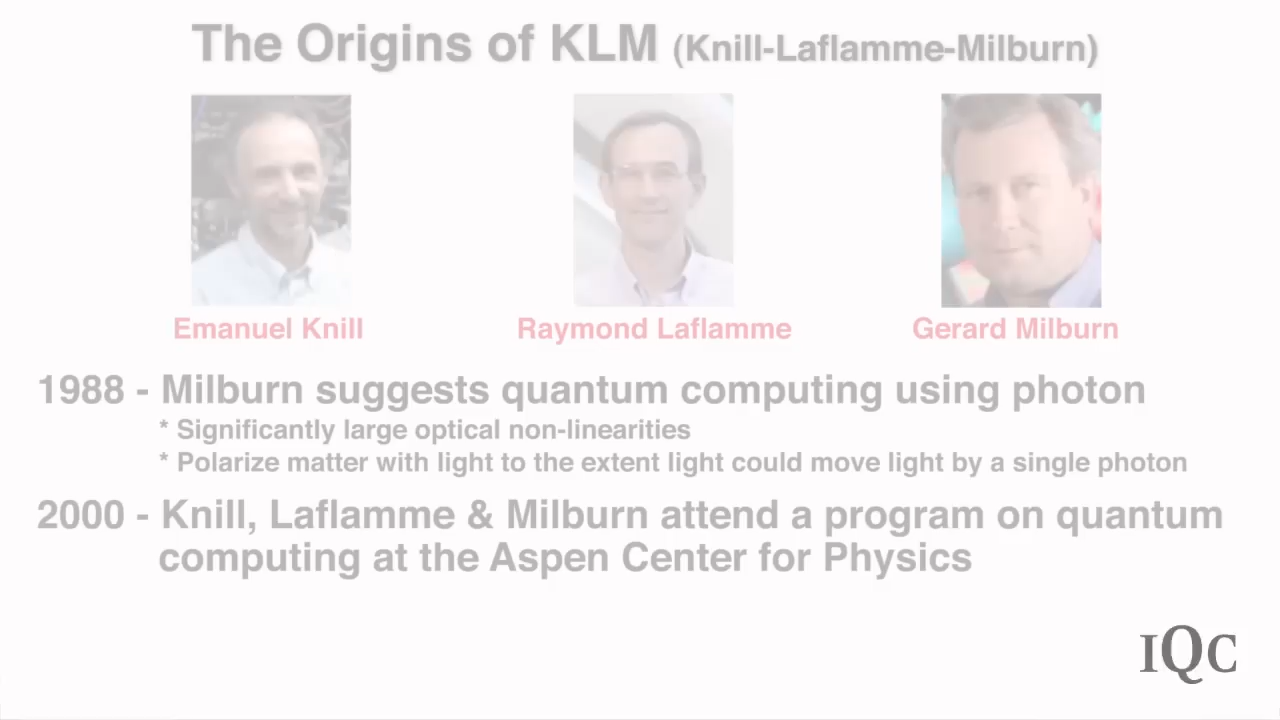 The Origins of KLM (Knill-Laflamme-Milburn)
Emanuel Knill
Raymond Laflamme
Gerard Milburn
1988 - Milburn suggests quantum computing using photon
* Significantly large optical non-linearities
* Polarize matter with light to the extent light could move light by a single photon
2000 - Knill, Laflamme & Milburn attend a program on quantum
computing at the Aspen Center for Physics
IQC